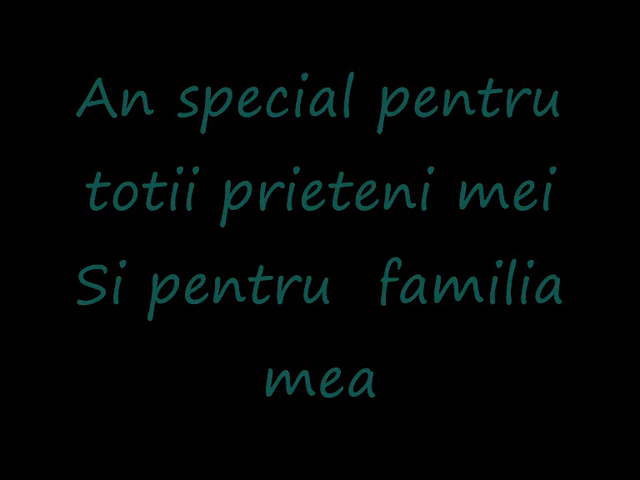 An special pentru
totii prieteni mei
Si pentru familia
mea